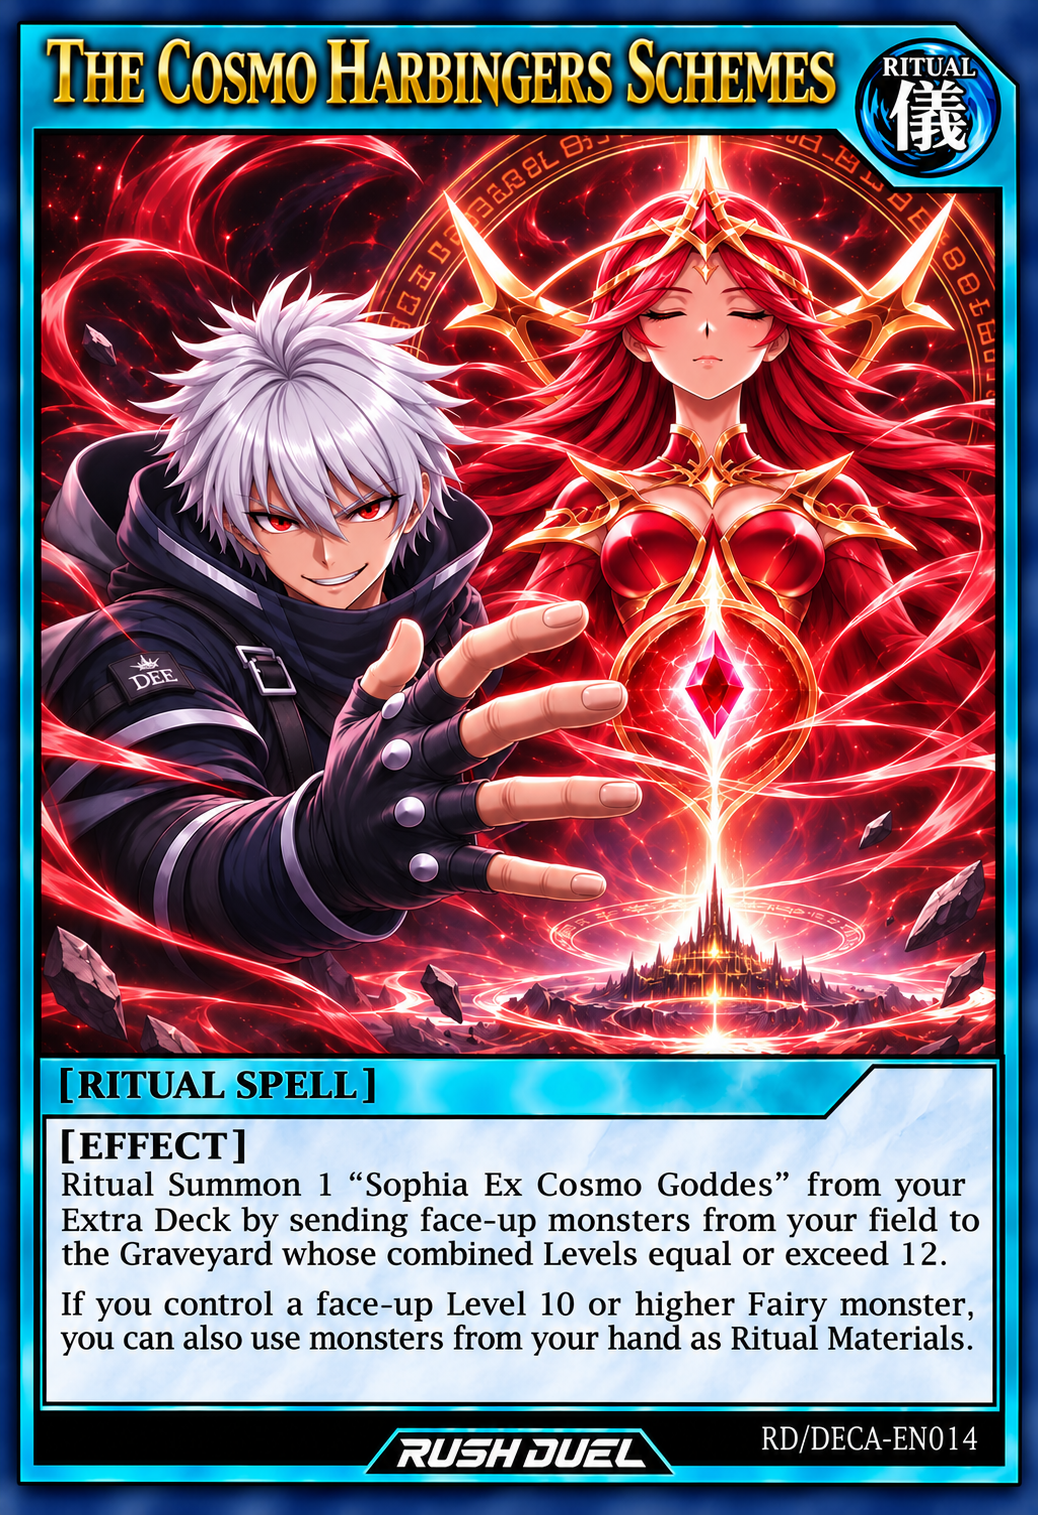 THE COSMO HARBINGERS SCHEMES
RITUAL
儀
DEE
[RITUAL SPELL]
[EFFECT]
Ritual Summon 1 “Sophia Ex Cosmo Goddes” from your
Extra Deck by sending face-up monsters from your field to
the Graveyard whose combined Levels equal or exceed 12.
If you control a face-up Level 10 or higher Fairy monster,
you can also use monsters from your hand as Ritual Materials.
RUSH DUEL
RD/DECA-EN014